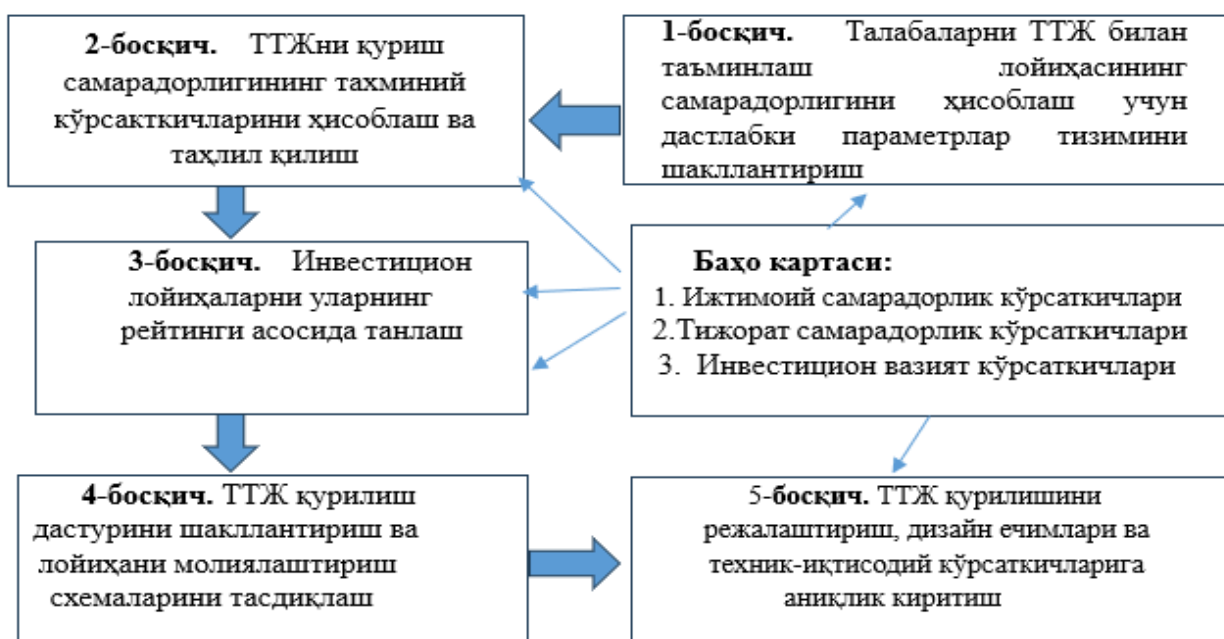 2-босқич. ТТЖни қуриш
самарадорлигининг тахминий
кўрсакткичларини ҳисоблаш ва
таҳлил қилиш
1-босқич. Талабаларни ТТЖ билан
таъминлаш лойиҳасининг
самарадорлигини ҳисоблаш учун
дастлабки параметрлар тизимини
шакллантириш
3-босқич. Инвестицион
лойиҳаларни уларнинг
рейтинги асосида танлаш
Баҳо картаси:
1. Ижтимоий самарадорлик кўрсаткичлари
2.Тижорат самарадорлик кўрсаткичлари
3. Инвестицион вазият кўрсаткичлари
4-босқич. ТТЖ қурилиш
дастурини шакллантириш ва
лойиҳани молиялаштириш
схемаларини тасдиқлаш
5-босқич. ТТЖ қурилишини
режалаштириш, дизайн ечимлари ва
техник-иқтисодий кўрсаткичларига
аниқлик киритиш